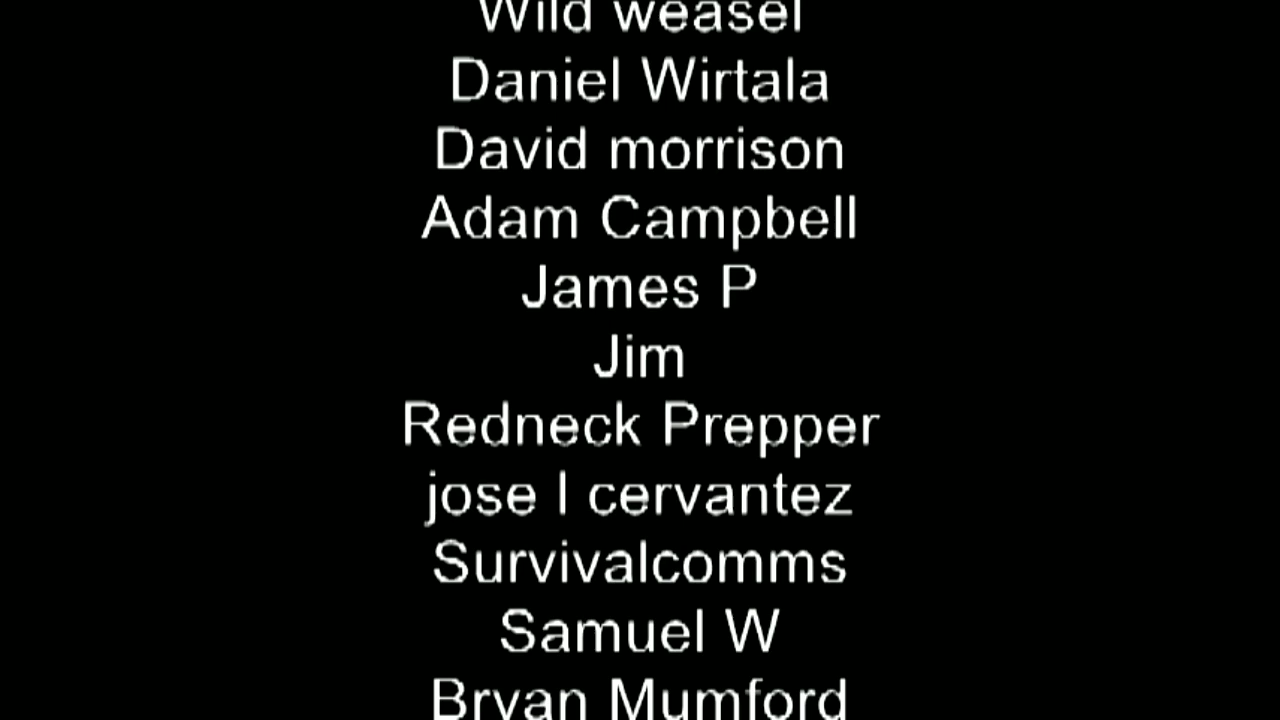 Wild weasel
Daniel Wirtala
David morrison
Adam Campbell
James P
Jim
Redneck Prepper
jose l cervantez
Survivalcomms
Samuel W
Bryan Mumford